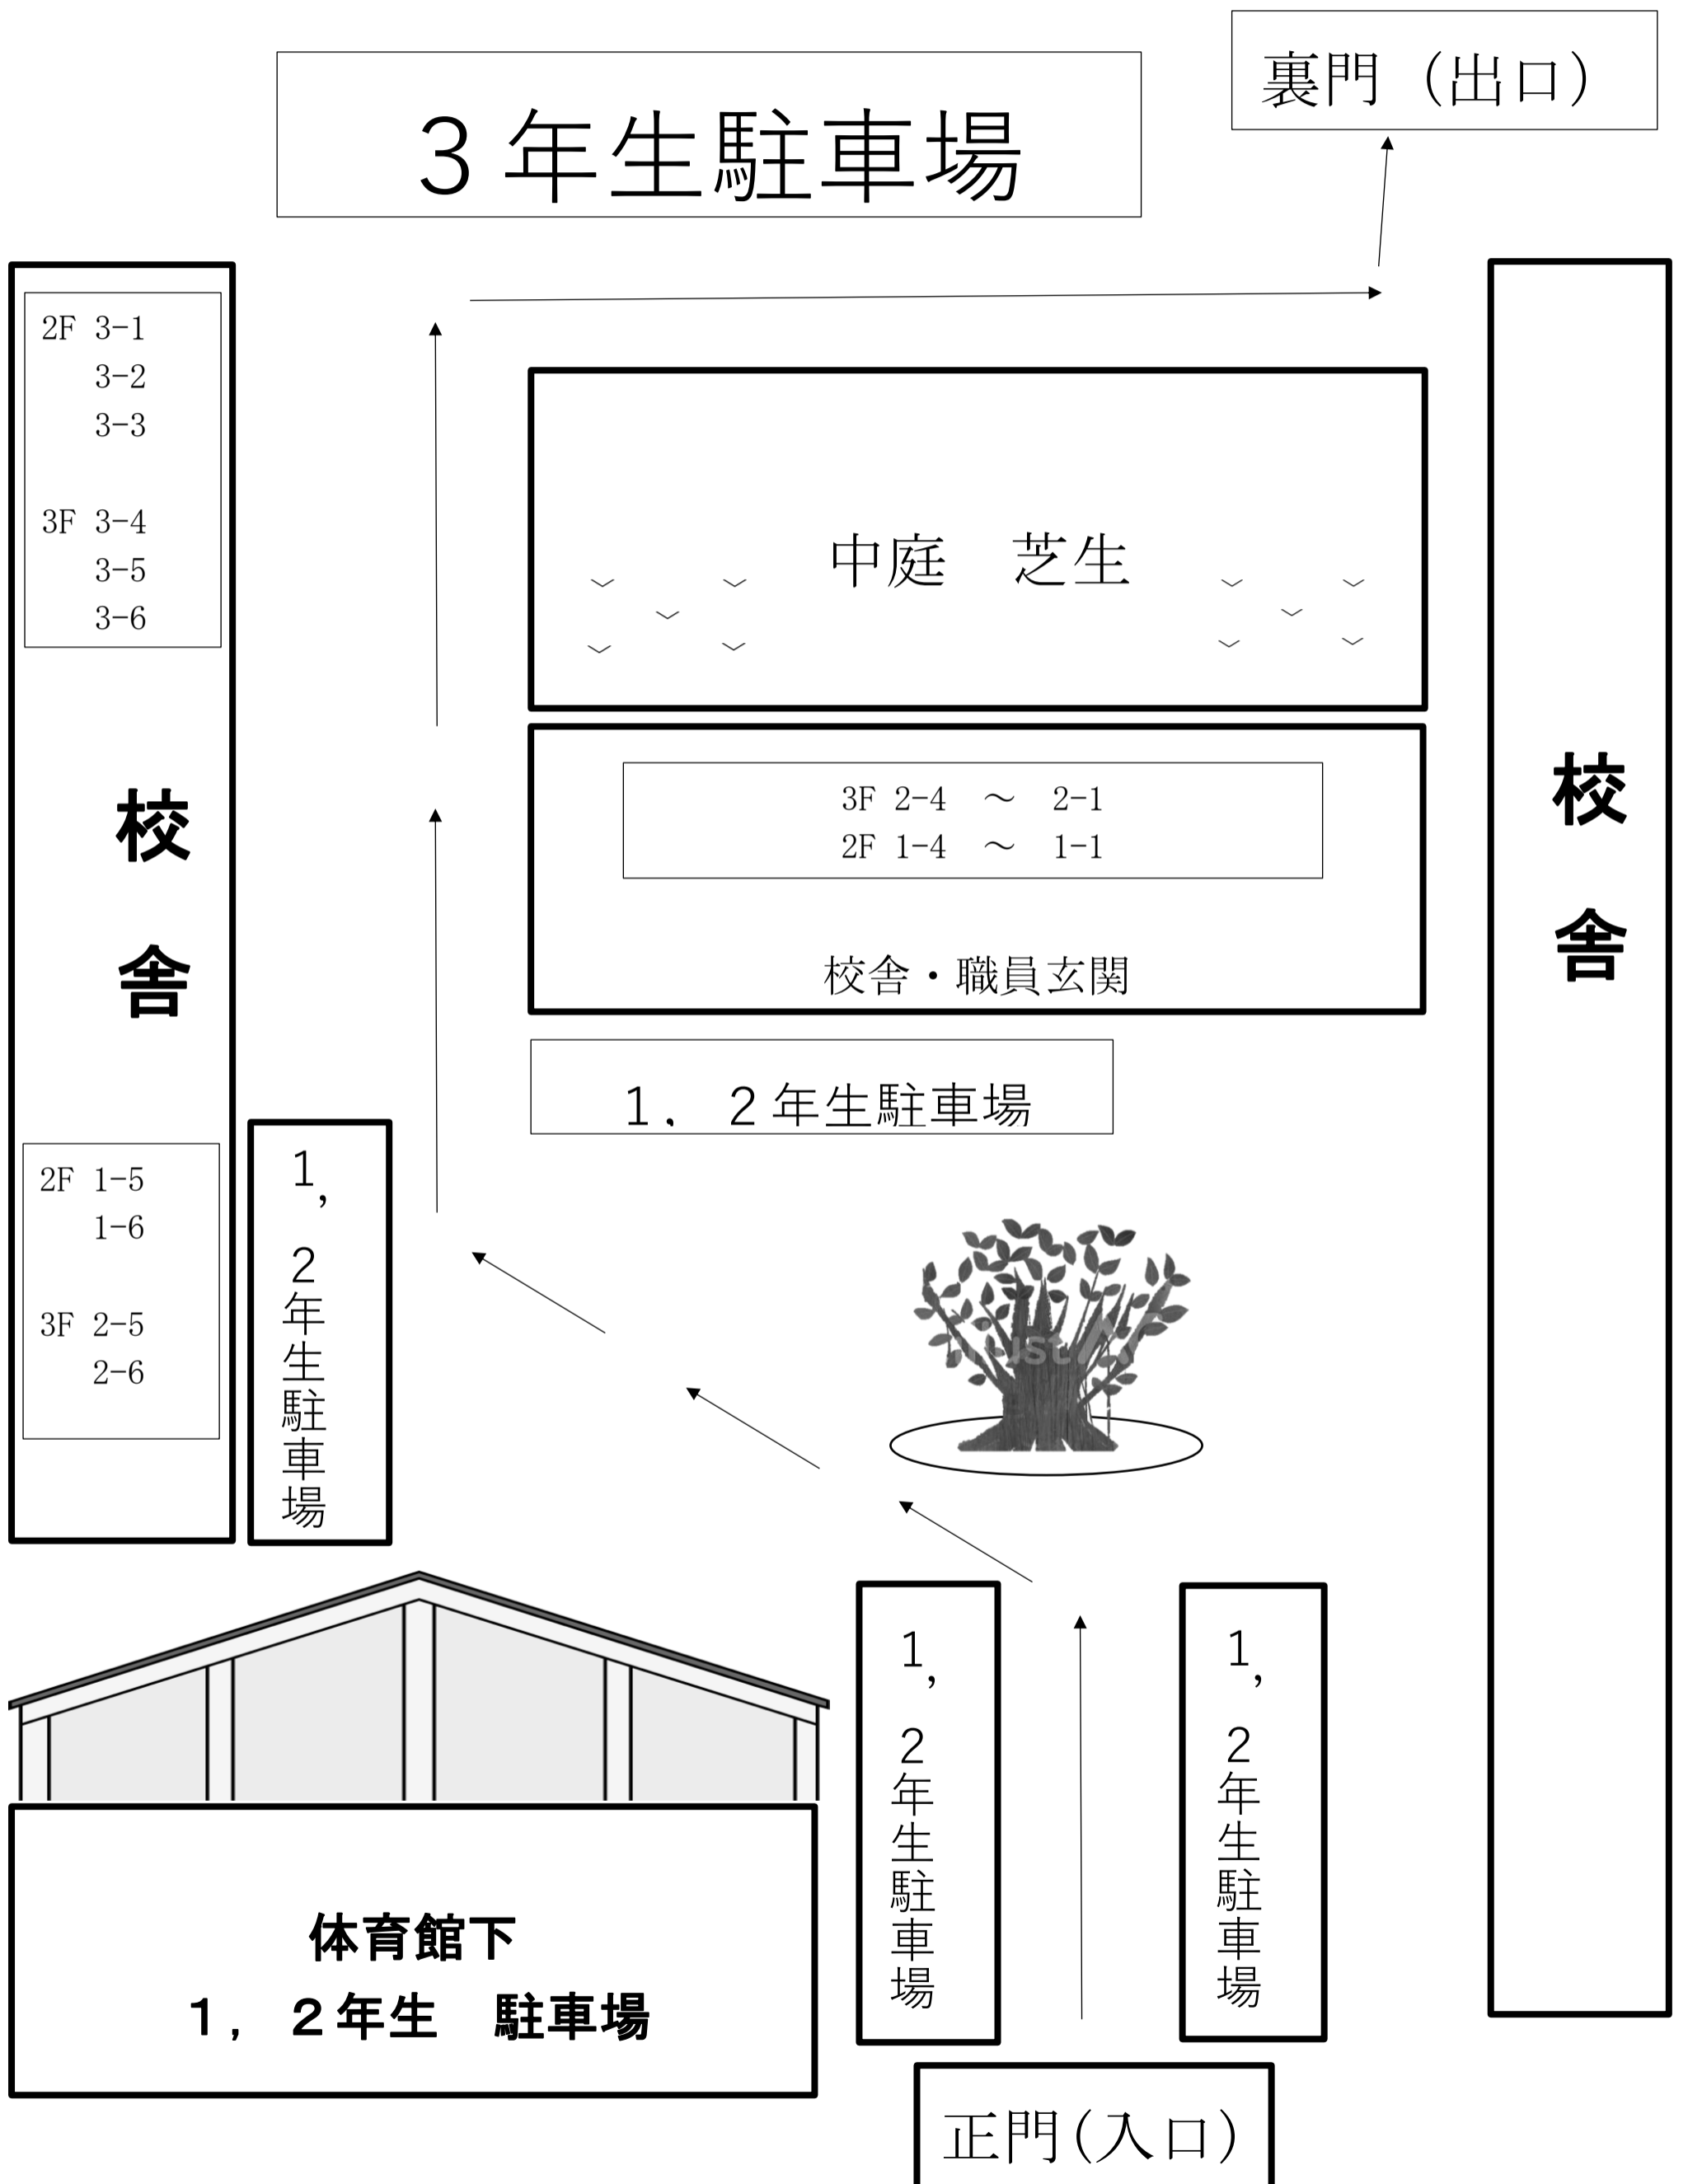 裏門（出口）
３年生駐車場
2F 3-1
3-2
3-3
3F 3-4
3-5
3-6
校舎
中庭　芝生
3F 2-4 ～ 2-1
2F 1-4 ～ 1-1
校舎・職員玄関
校舎
１．２年生駐車場
2F 1-5
1-6
3F 2-5
2-6
１，２年生駐車場
１，２年生駐車場
１，２年生駐車場
体育館下
１，２年生　駐車場
正門(入口)